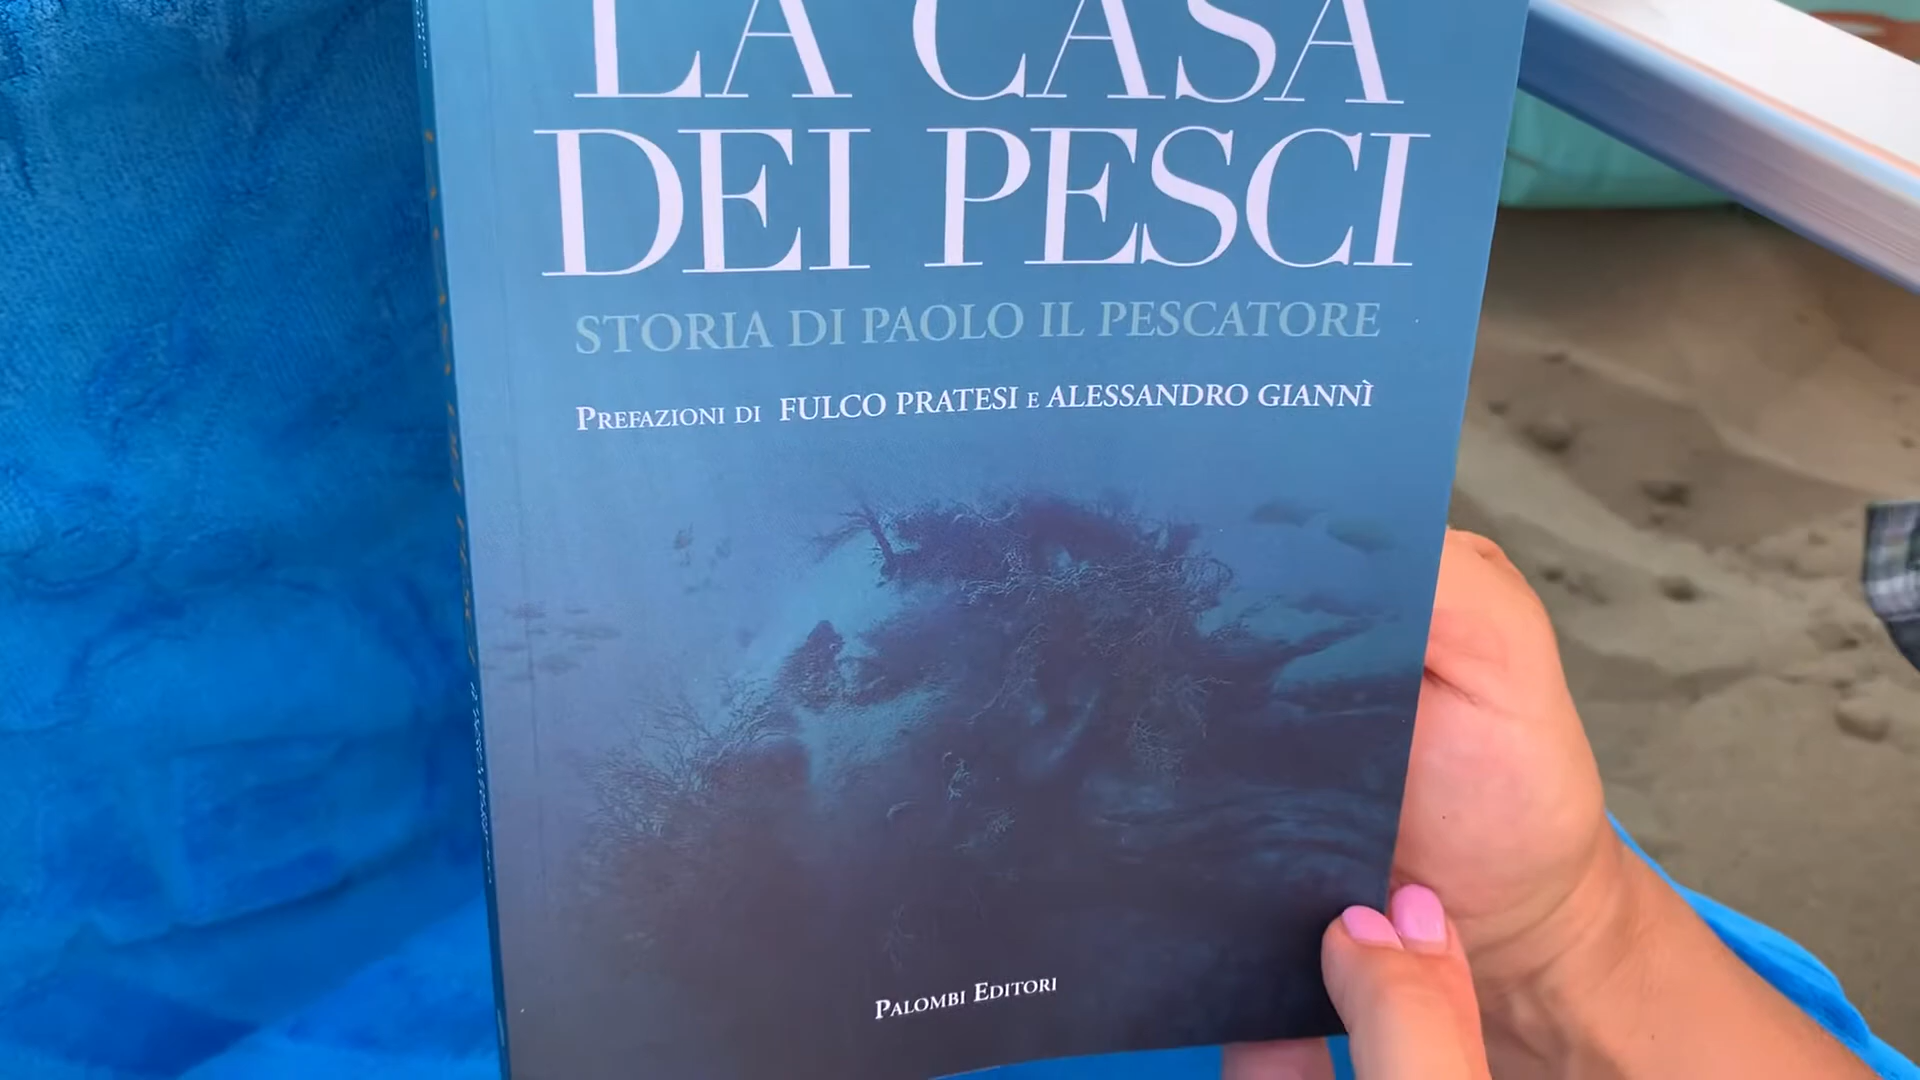 LA CASA
DEI PESCI
STORIA DI PAOLO IL PESCATORE
PREFAZIONI DI FULCO PRATESI E ALESSANDRO GIANNÌ
PALOMBI EDITORI